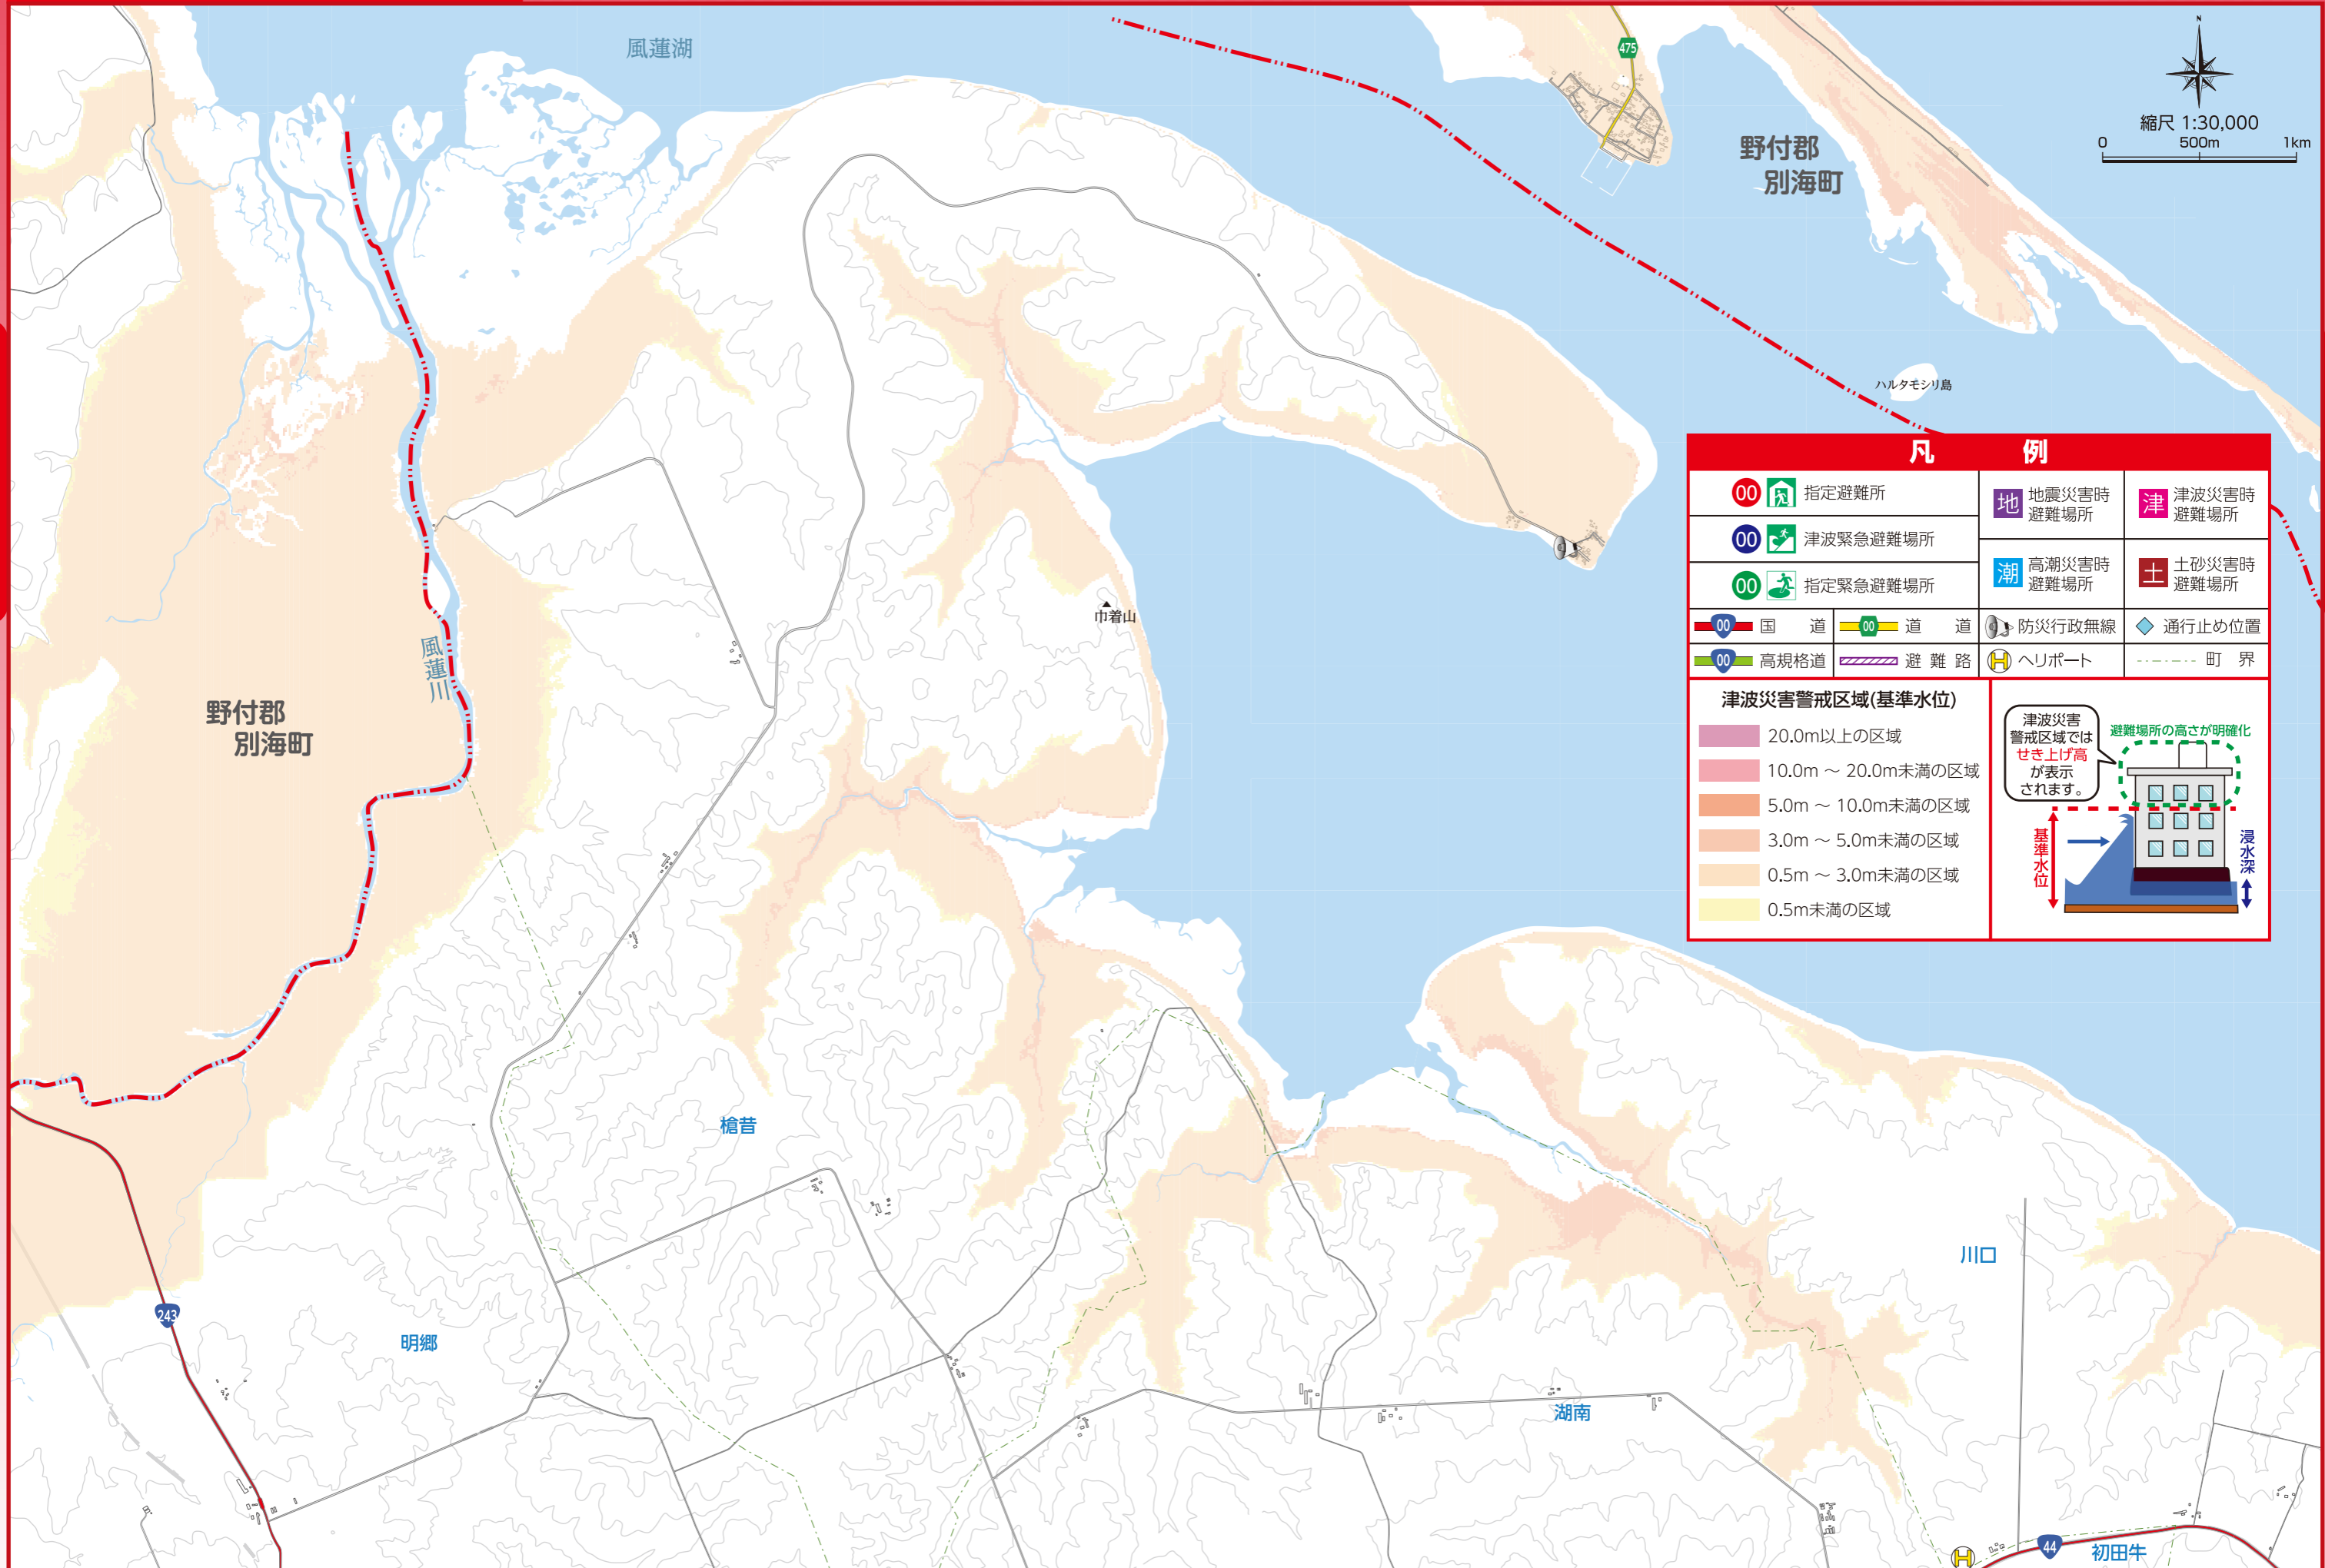 風蓮湖
475
N
縮尺 1:30,000
0 500m 1km
野付郡
別海町
ハルタモシリ島
凡 例
00 指定避難所
00 津波緊急避難場所
00 指定緊急避難場所
地 地震災害時
避難場所
津 津波災害時
避難場所
潮 高潮災害時
避難場所
土 土砂災害時
避難場所
00 国 道
00 道 道
防災行政無線
通行止め位置
00 高規格道
避 難 路
H ヘリポート
町 界
津波災害警戒区域(基準水位)
20.0m以上の区域
10.0m ～ 20.0m未満の区域
5.0m ～ 10.0m未満の区域
3.0m ～ 5.0m未満の区域
0.5m ～ 3.0m未満の区域
0.5m未満の区域
津波災害
警戒区域では
せき上げ高
が表示
されます。
避難場所の高さが明確化
基準水位
浸水深
巾着山
風蓮川
野付郡
別海町
槍昔
川口
243
明郷
湖南
H
44
初田牛